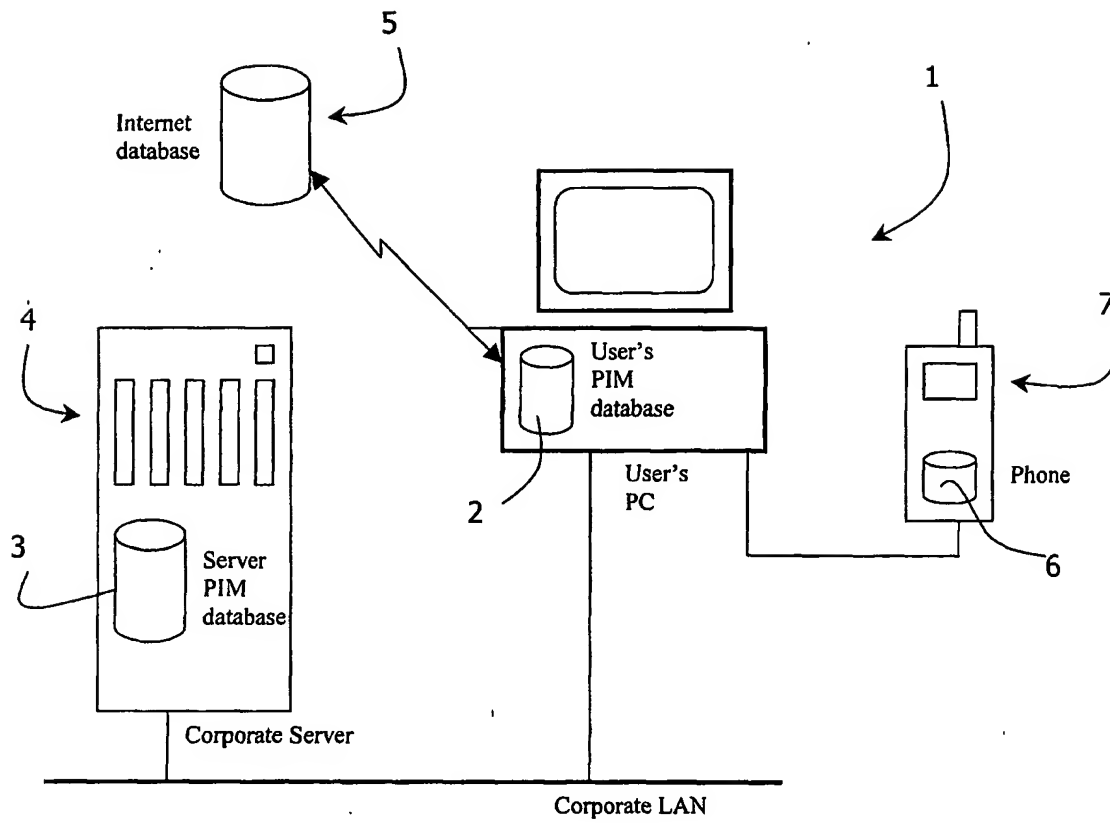 5
1
Internet
database
4
7
User's
PIM
database
2
User's
PC
Phone
6
3
Server
PIM
database
Corporate Server
Corporate LAN